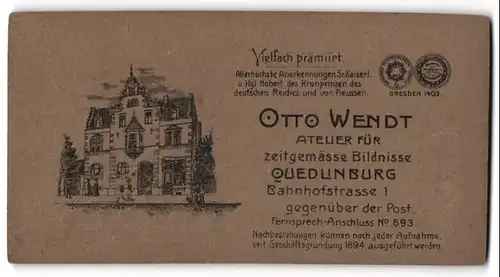 Vielfach prämiirt.
Allerhöchste Anerkennungen Sr. Kaiserl.
u. Kgl. Hoheit des Kronprinzen des
deutschen Reiches und von Preussen.
DRESDEN 1903
OTTO WENDT
ATELIER FÜR
zeitgemässe Bildnisse
QUEDLINBURG
Bahnhofstrasse 1
gegenüber der Post.
Fernsprech-Anschluss No 693
Nachbestellungen können nach jeder Aufnahme,
seit Geschäftsgründung 1894, ausgeführt werden.